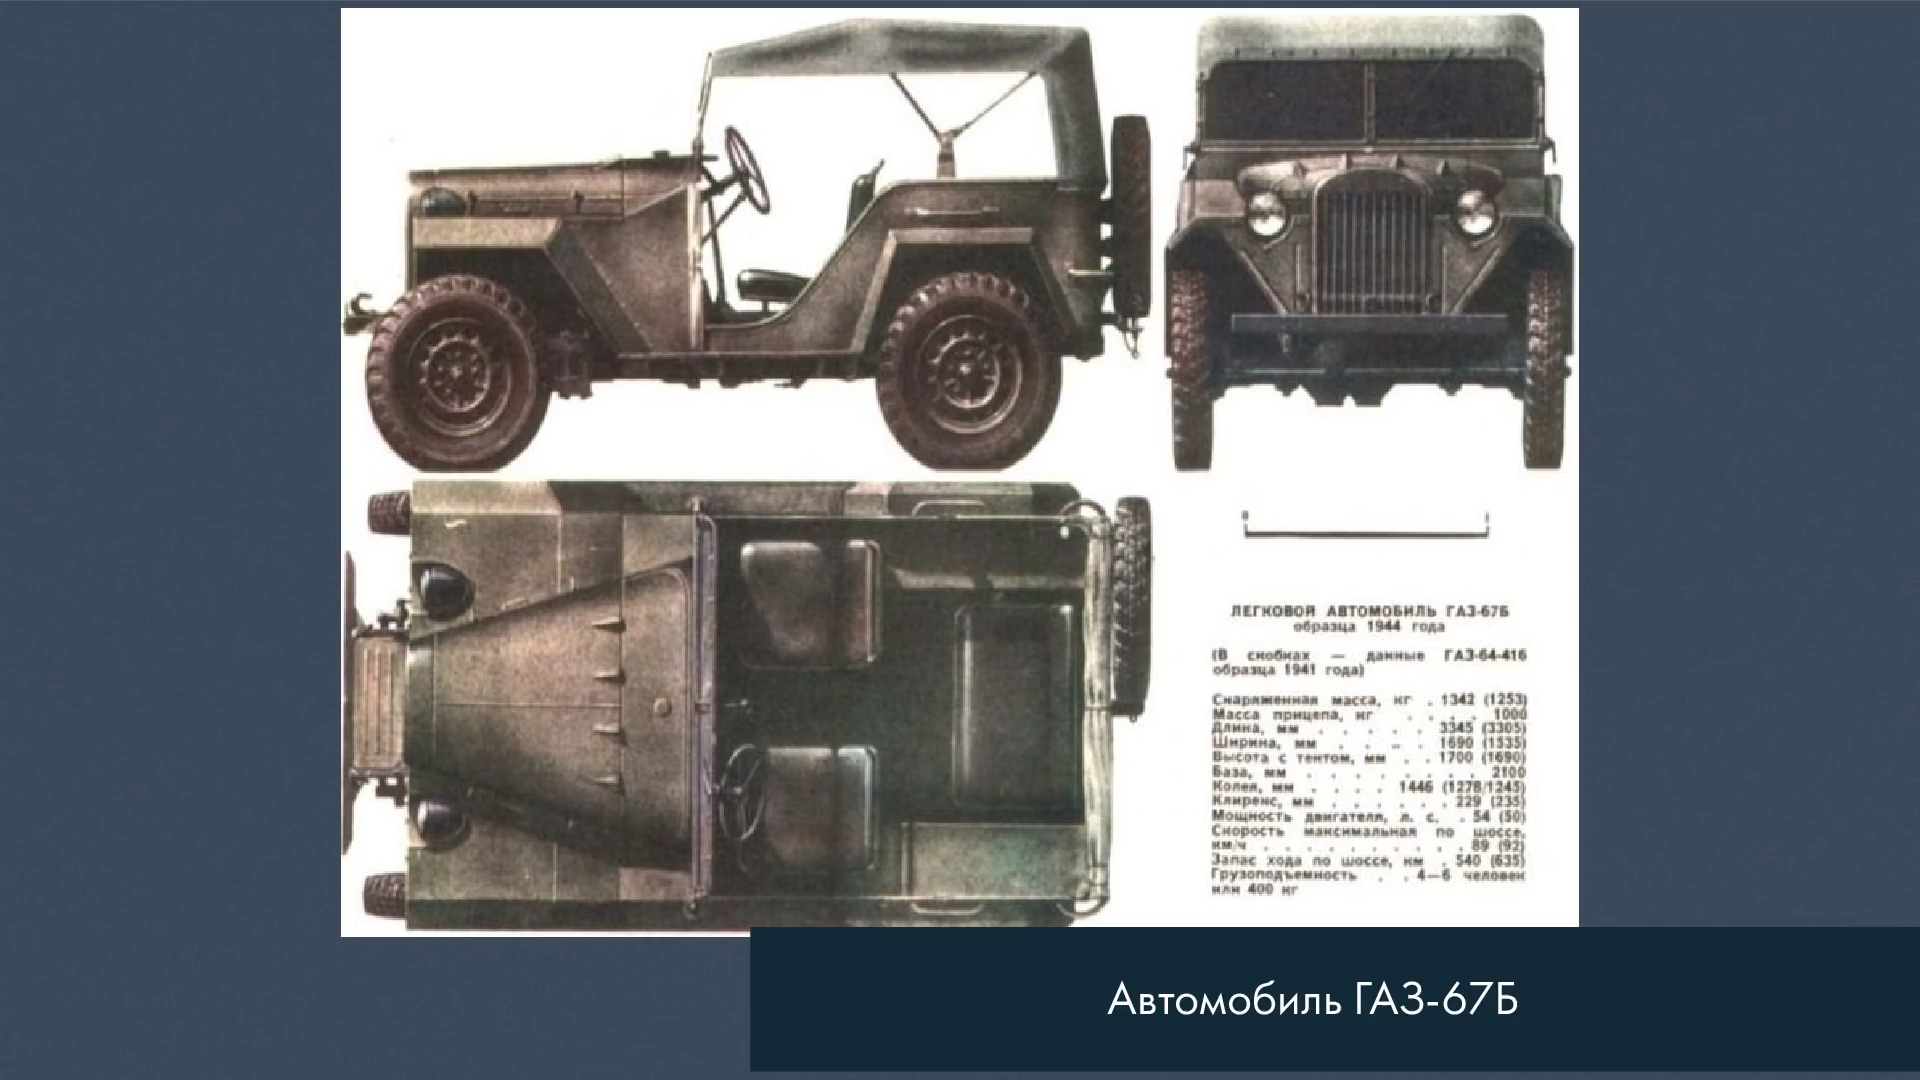 ЛЕГКОВОЙ АВТОМОБИЛЬ ГАЗ-67Б
образца 1944 года
(В скобках — данные ГАЗ-64-416
образца 1941 года)
Снаряженная масса, кг . 1342 (1253)
Масса прицепа, кг . . . . 1000
Длина, мм . . . . . 3345 (3305)
Ширина, мм . . . . 1690 (1535)
Высота с тентом, мм . . 1700 (1690)
База, мм . . . . . . . . 2100
Колея, мм . . . . 1446 (1278/1245)
Клиренс, мм . . . . . . 229 (235)
Мощность двигателя, л. с. . 54 (50)
Скорость максимальная по шоссе,
км/ч . . . . . . . . . 89 (92)
Запас хода по шоссе, км . 540 (635)
Грузоподъемность . . 4—6 человек
или 400 кг
Автомобиль ГАЗ-67Б